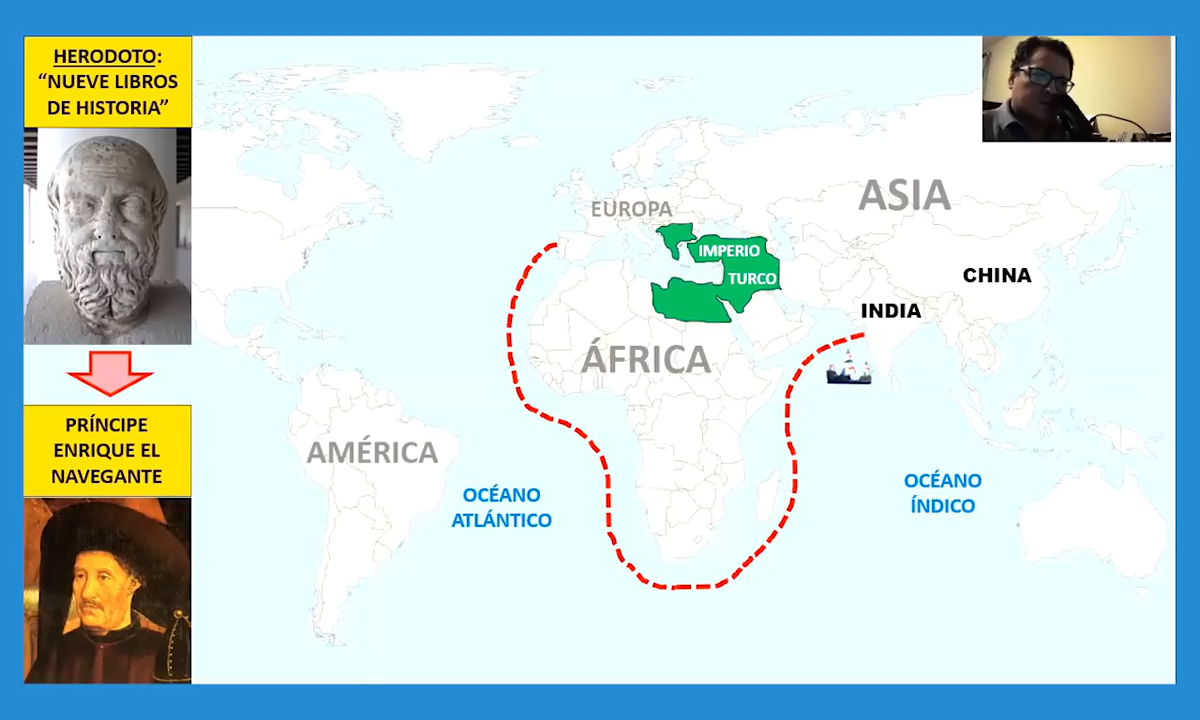 HERODOTO:
“NUEVE LIBROS
DE HISTORIA”
PRÍNCIPE
ENRIQUE EL
NAVEGANTE
EUROPA
ASIA
IMPERIO
TURCO
CHINA
INDIA
ÁFRICA
AMÉRICA
OCÉANO
ATLÁNTICO
OCÉANO
ÍNDICO